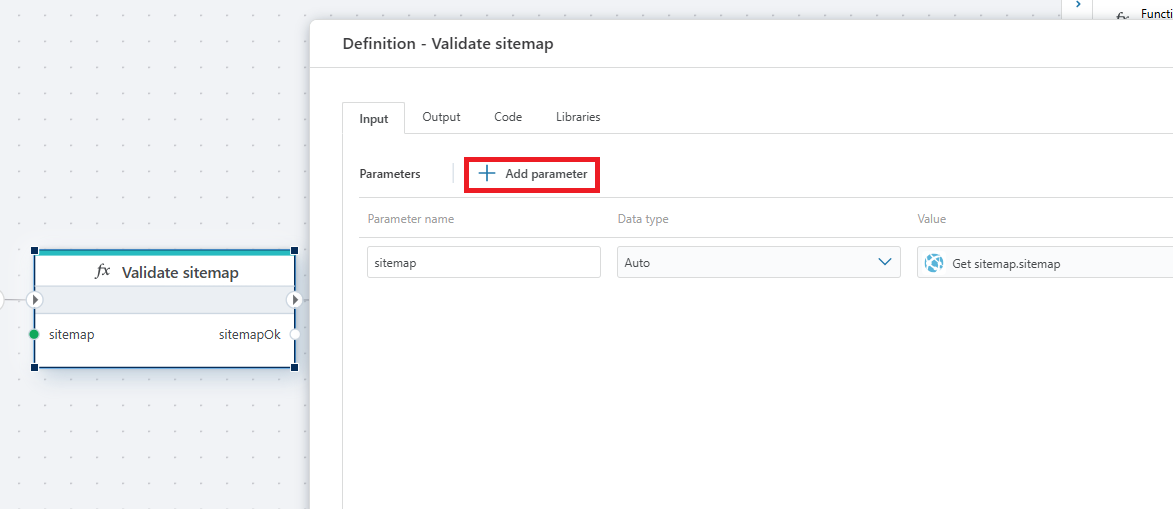 Functi
Definition - Validate sitemap
Input Output Code Libraries
Parameters + Add parameter
Parameter name Data type Value
sitemap Auto Get sitemap.sitemap
fx Validate sitemap
sitemap sitemapOk